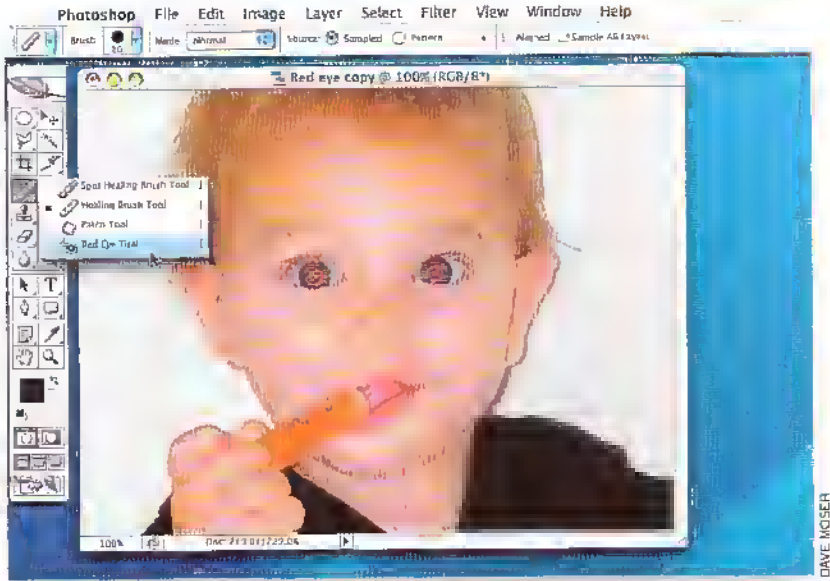 Photoshop File Edit Image Layer Select Filter View Window Help
Brush: Mode: Normal Source: Sampled Pattern Aligned Sample All Layers
Red eye copy @ 100% (RGB/8*)
Spot Healing Brush Tool J
Healing Brush Tool J
Patch Tool J
Red Eye Tool J
T
100% Doc:
DAVE MOSER